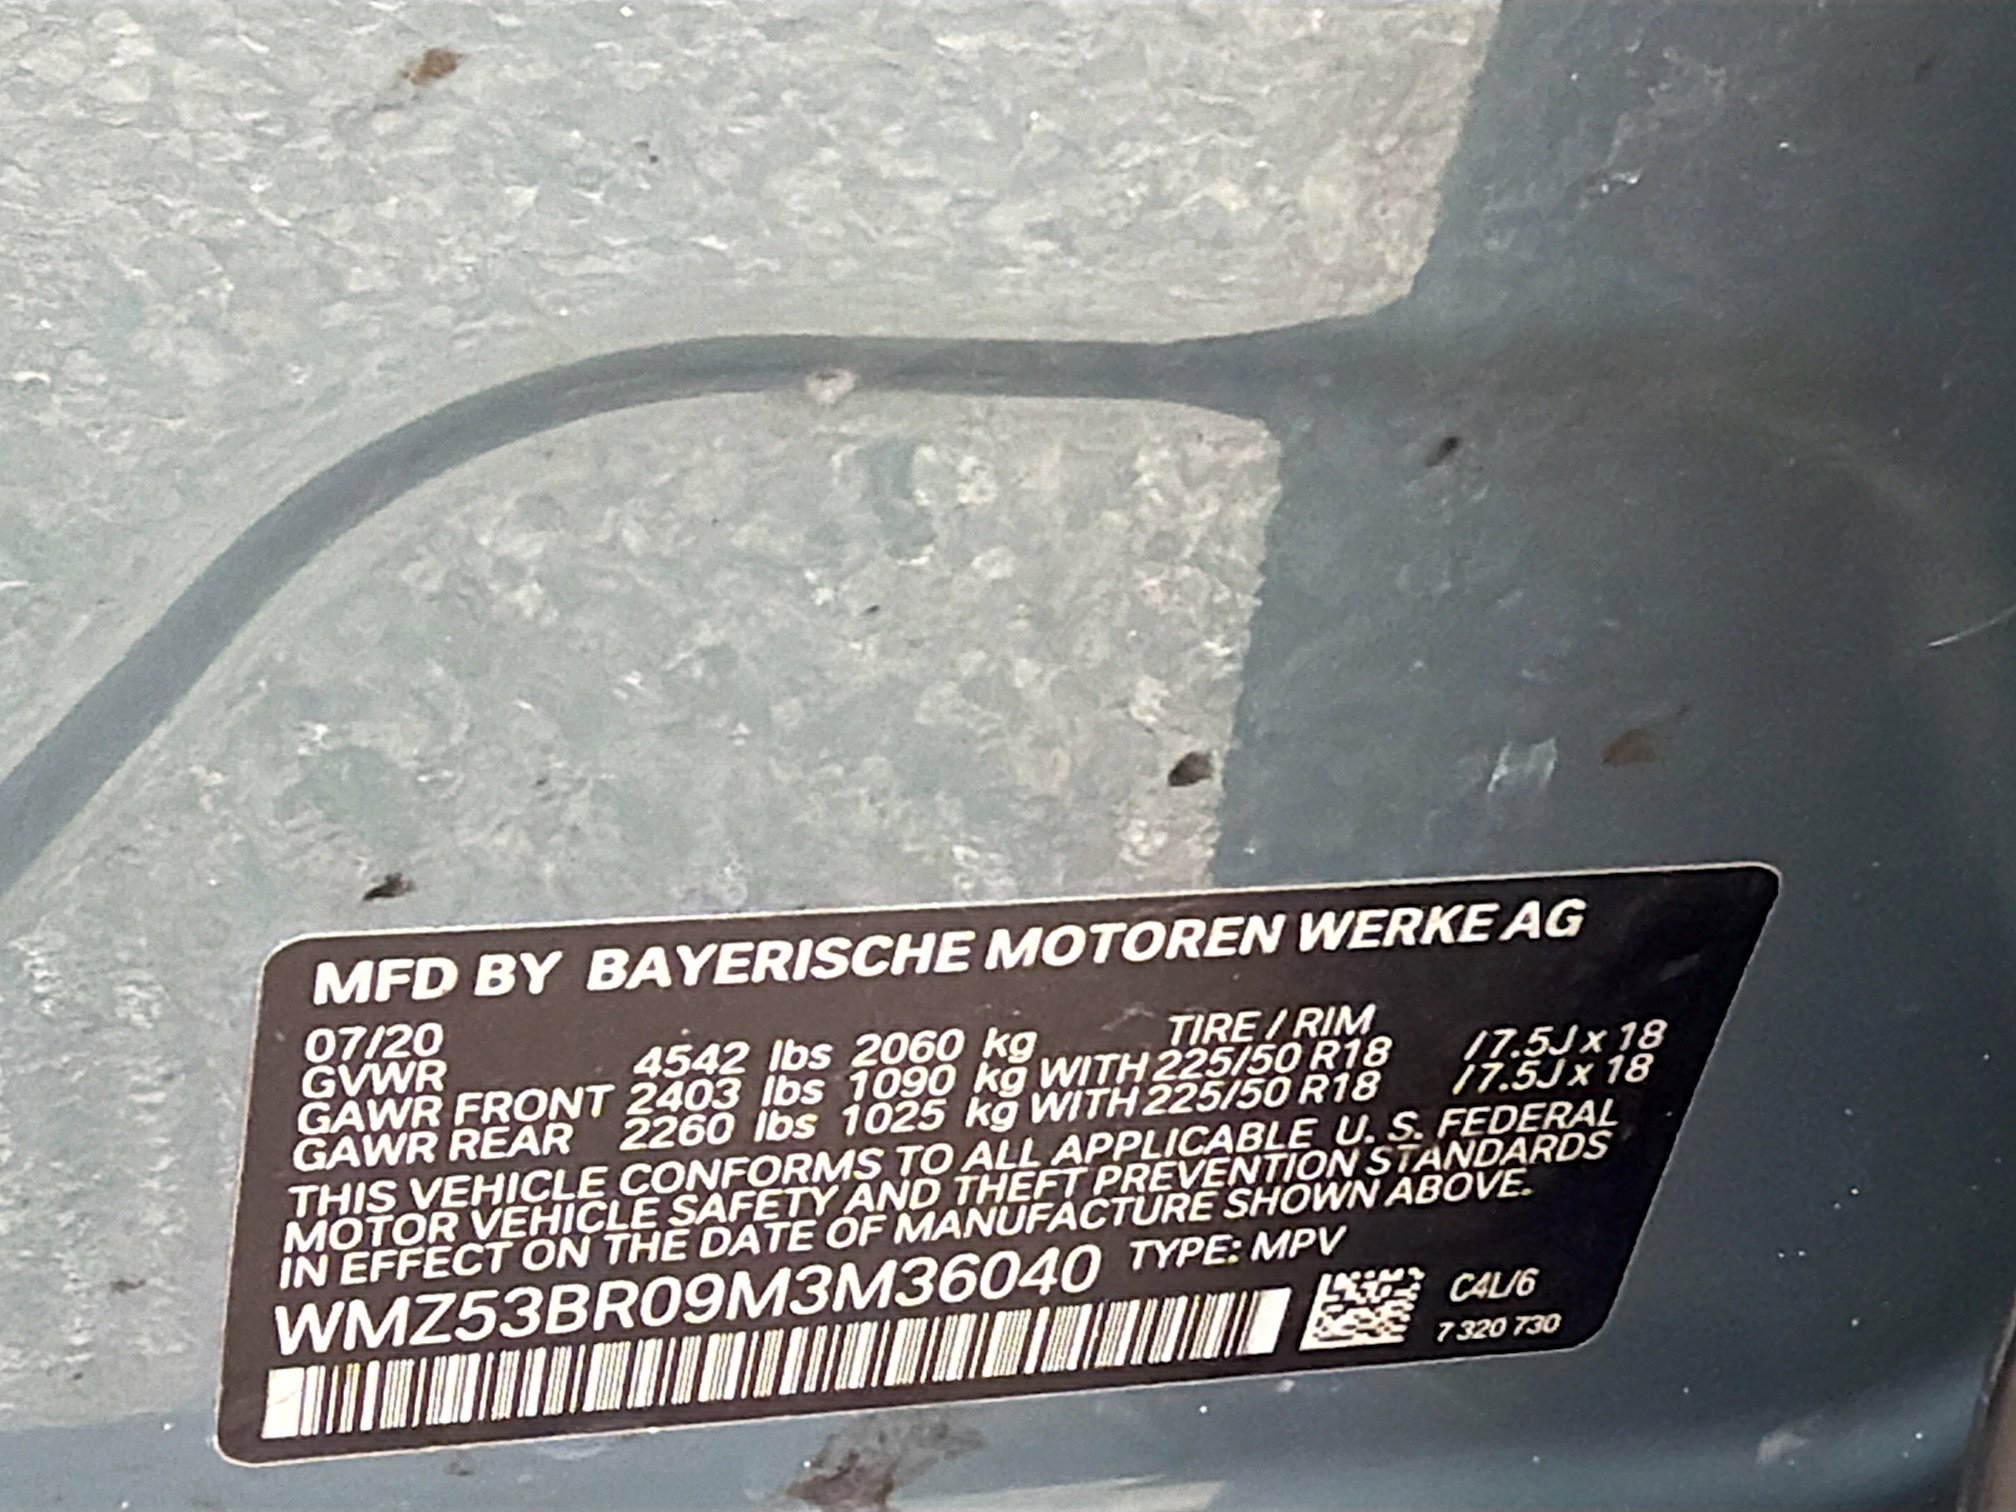 MFD BY BAYERISCHE MOTOREN WERKE AG
07/20 TIRE / RIM
GVWR 4542 lbs 2060 kg
GAWR FRONT 2403 lbs 1090 kg WITH 225/50 R18 / 7.5J x 18
GAWR REAR 2260 lbs 1025 kg WITH 225/50 R18 / 7.5J x 18
THIS VEHICLE CONFORMS TO ALL APPLICABLE U. S. FEDERAL
MOTOR VEHICLE SAFETY AND THEFT PREVENTION STANDARDS
IN EFFECT ON THE DATE OF MANUFACTURE SHOWN ABOVE.
WMZ53BR09M3M36040 TYPE: MPV
C4L/6
7 320 730